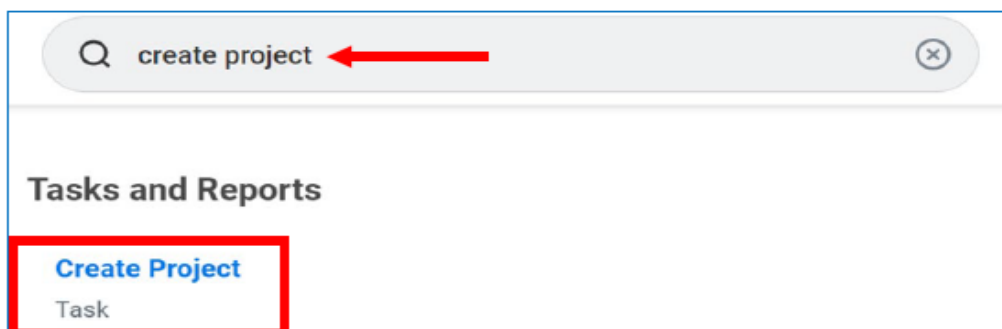 create project
Tasks and Reports
Create Project
Task